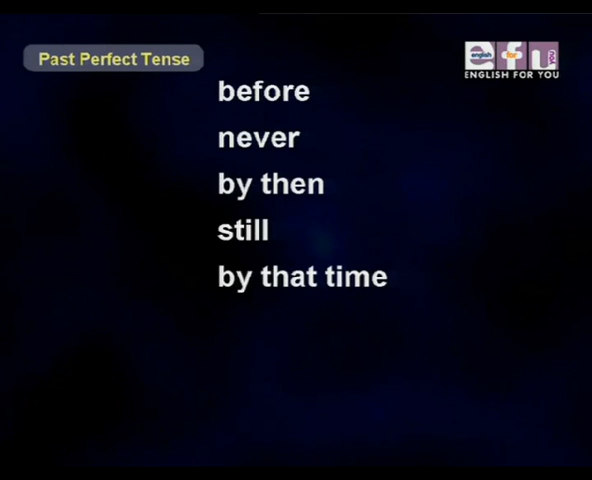 Past Perfect Tense
english for you
ENGLISH FOR YOU
before
never
by then
still
by that time